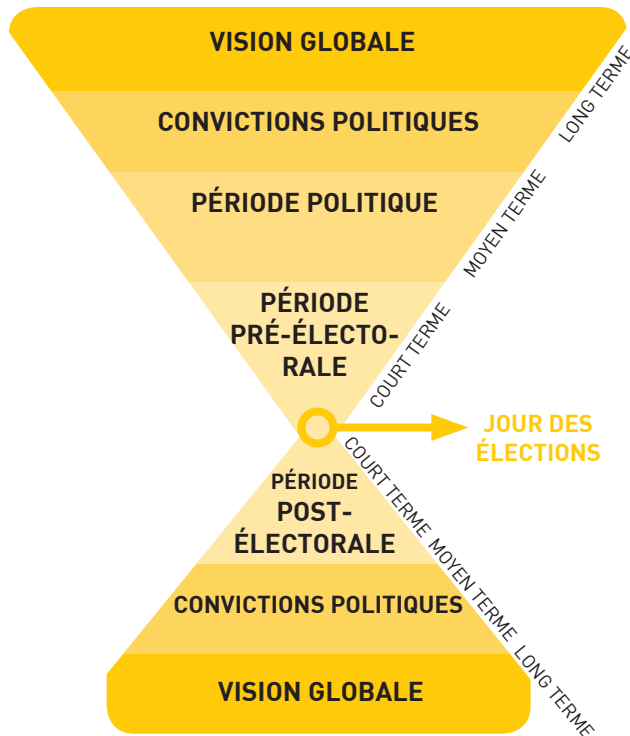 VISION GLOBALE
LONG TERME
CONVICTIONS POLITIQUES
PÉRIODE POLITIQUE
MOYEN TERME
PÉRIODE
PRÉ-ÉLECTO-
RALE
COURT TERME
JOUR DES
ÉLECTIONS
COURT TERME
PÉRIODE
POST-
ÉLECTORALE
MOYEN TERME
CONVICTIONS POLITIQUES
LONG TERME
VISION GLOBALE